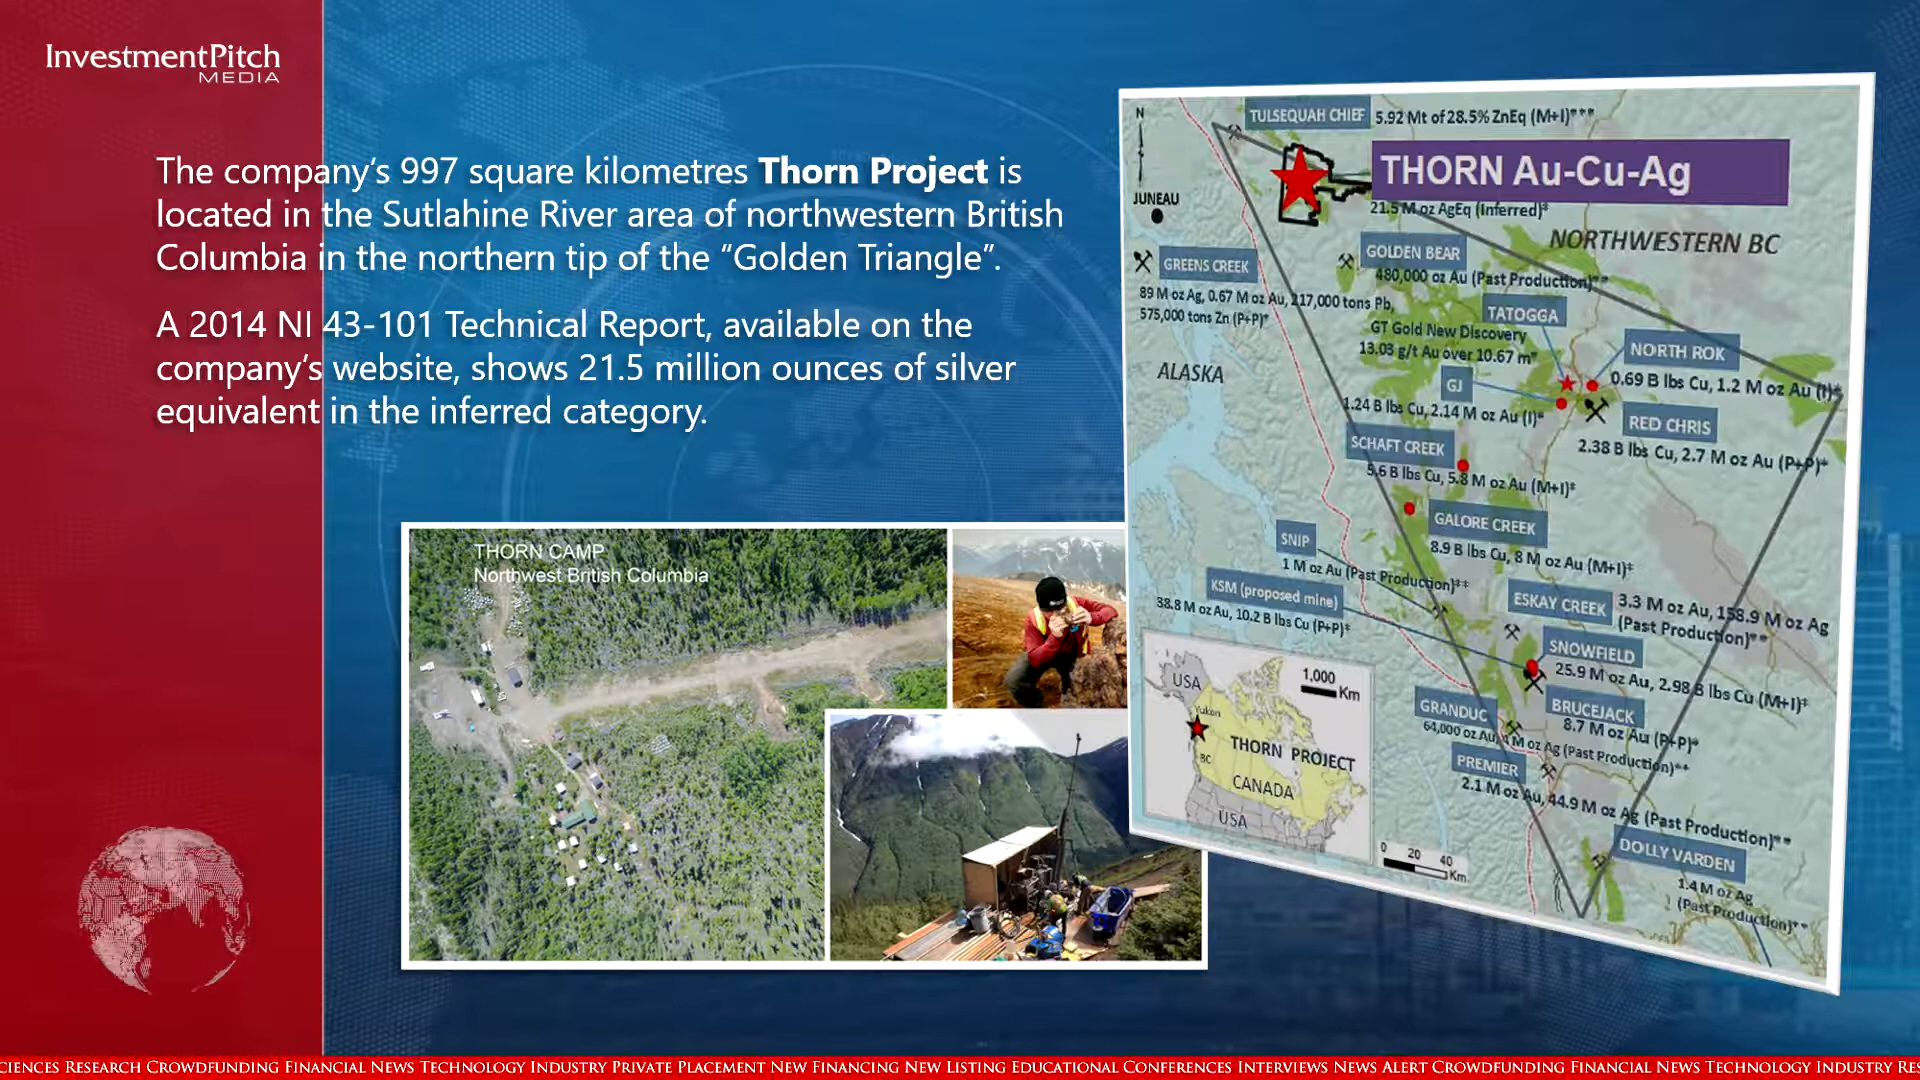 InvestmentPitch
MEDIA
The company's 997 square kilometres Thorn Project is
located in the Sutlahine River area of northwestern British
Columbia in the northern tip of the “Golden Triangle”.
A 2014 NI 43-101 Technical Report, available on the
company's website, shows 21.5 million ounces of silver
equivalent in the inferred category.
THORN CAMP
Northwest British Columbia
N
TULSEQUAH CHIEF 5.92 Mt of 28.5% ZnEq (M+I)***
THORN Au-Cu-Ag
21.5 M oz AgEq (Inferred)*
JUNEAU
NORTHWESTERN BC
GREENS CREEK
89 M oz Ag, 0.67 M oz Au, 217,000 tons Pb,
575,000 tons Zn (P+P)*
GOLDEN BEAR
480,000 oz Au (Past Production)**
TATOGGA
GT Gold New Discovery
13.03 g/t Au over 10.67 m*
NORTH ROK
0.69 B lbs Cu, 1.2 M oz Au (I)*
ALASKA
GJ
1.24 B lbs Cu, 2.14 M oz Au (I)*
RED CHRIS
2.38 B lbs Cu, 2.7 M oz Au (P+P)*
SCHAFT CREEK
5.6 B lbs Cu, 5.8 M oz Au (M+I)*
GALORE CREEK
8.9 B lbs Cu, 8 M oz Au (M+I)*
SNIP
1 M oz Au (Past Production)**
KSM (proposed mine)
38.8 M oz Au, 10.2 B lbs Cu (P+P)*
ESKAY CREEK 3.3 M oz Au, 158.9 M oz Ag
(Past Production)**
SNOWFIELD
25.9 M oz Au, 2.98 B lbs Cu (M+I)*
BRUCEJACK
8.7 M oz Au (P+P)*
GRANDUC
64,000 oz Au, 4 M oz Ag (Past Production)**
PREMIER
2.1 M oz Au, 44.9 M oz Ag (Past Production)**
DOLLY VARDEN
1.4 M oz Ag
(Past Production)**
USA
1,000
Km
Yukon
BC
THORN PROJECT
CANADA
USA
0 20 40
Km
CIENCES RESEARCH CROWDFUNDING FINANCIAL NEWS TECHNOLOGY INDUSTRY PRIVATE PLACEMENT NEW FINANCING NEW LISTING EDUCATIONAL CONFERENCES INTERVIEWS NEWS ALERT CROWDFUNDING FINANCIAL NEWS TECHNOLOGY INDUSTRY RES